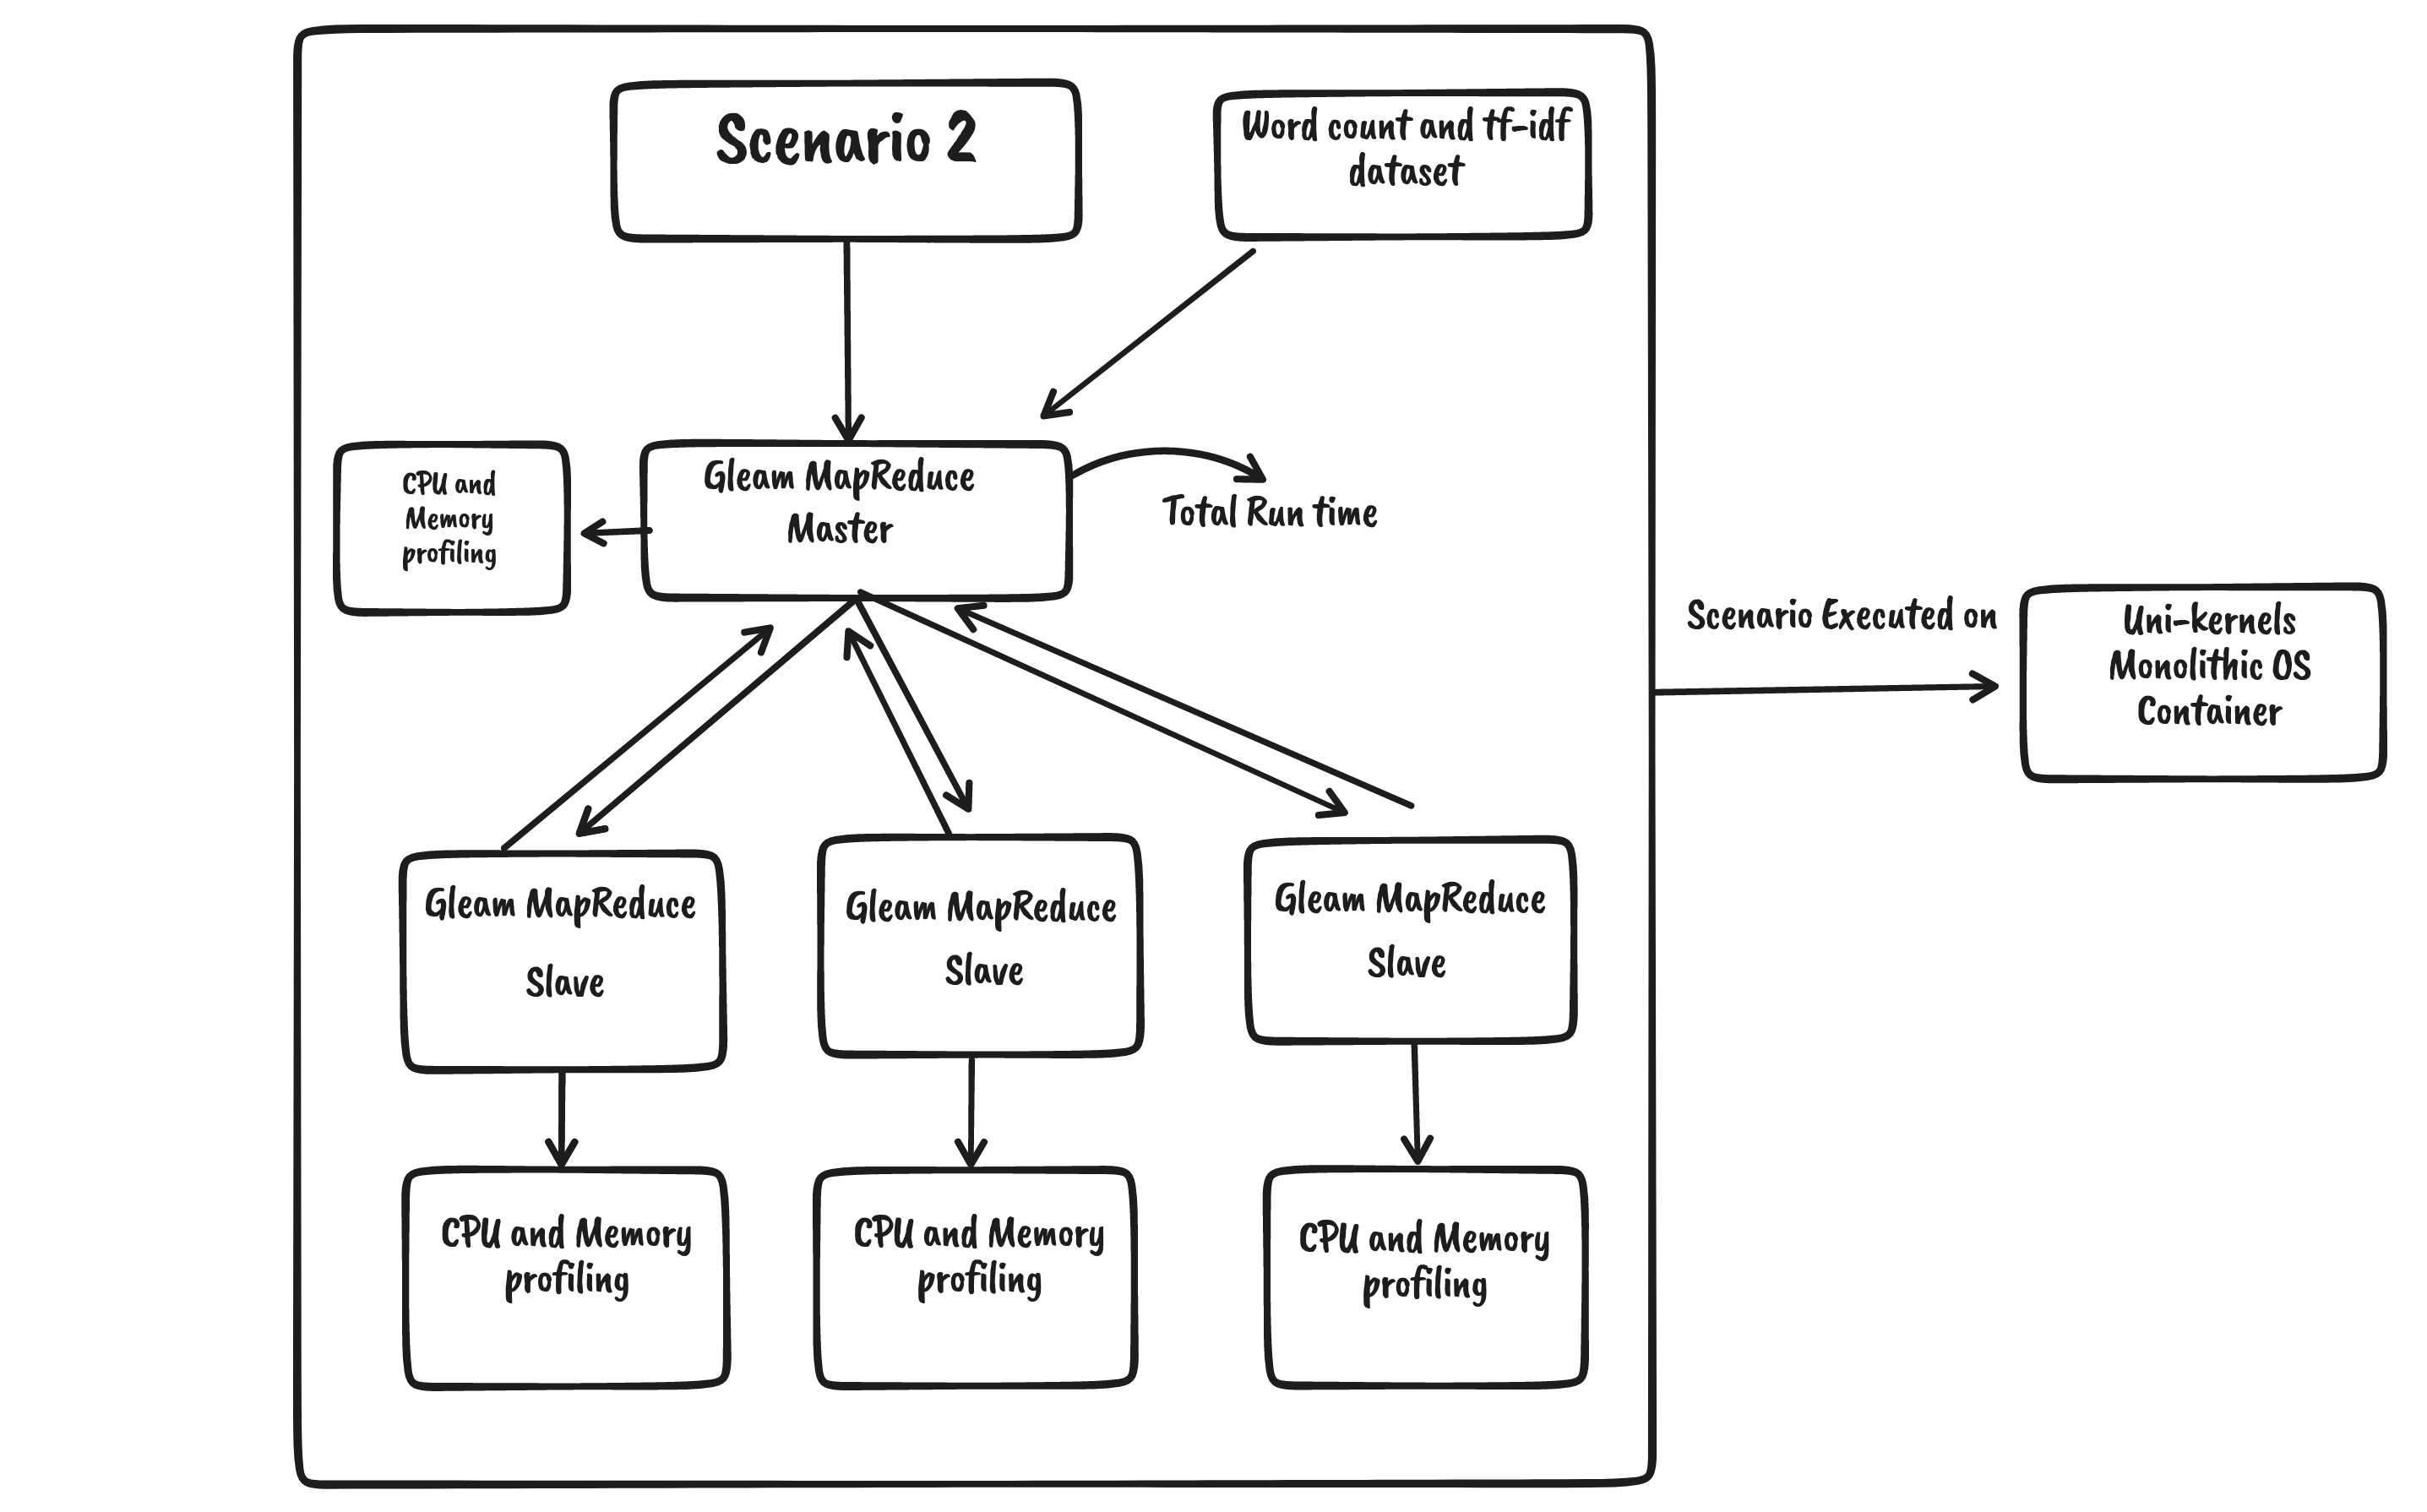 Scenario 2
Word count and tf-idf
dataset
CPU and
Memory
profiling
Gleam MapReduce
Master
Total Run time
Scenario Executed on
Uni-kernels
Monolithic OS
Container
Gleam MapReduce
Slave
Gleam MapReduce
Slave
Gleam MapReduce
Slave
CPU and Memory
profiling
CPU and Memory
profiling
CPU and Memory
profiling